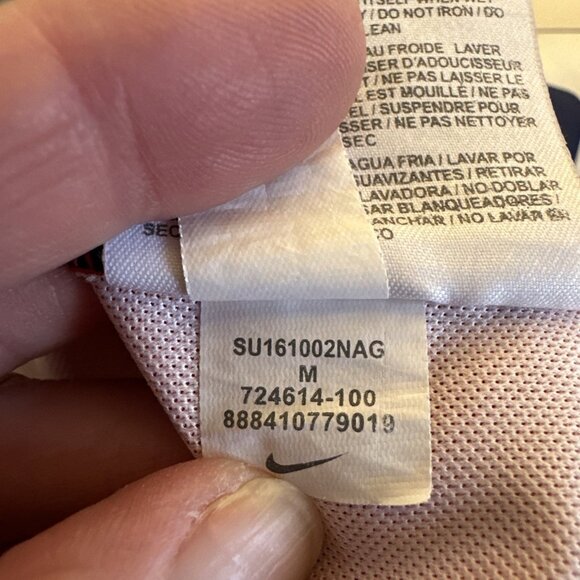 / DO NOT IRON / DO
LEAN
AU FROIDE LAVER
SER D'ADOUCISSEUR
T / NE PAS LAISSER LE
E EST MOUILLÉ / NE PAS
EL / SUSPENDRE POUR
SSER / NE PAS NETTOYER
SEC
AGUA FRIA / LAVAR POR
SUAVIZANTES / RETIRAR
LAVADORA / NO DOBLAR
SAR BLANQUEADORES /
ANCHAR / NO LAVAR EN
SEC
CO
SU161002NAG
M
724614-100
888410779019